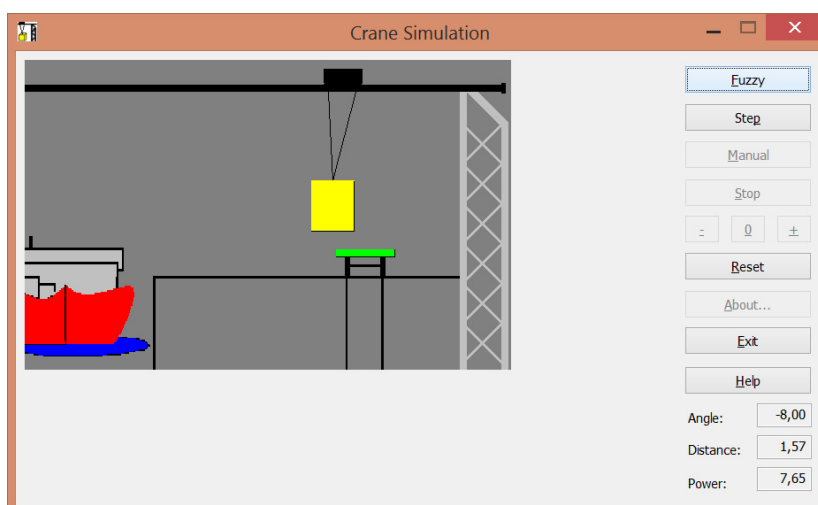 Crane Simulation
Fuzzy
Step
Manual
Stop
- 0 +
Reset
About...
Exit
Help
Angle: -8,00
Distance: 1,57
Power: 7,65